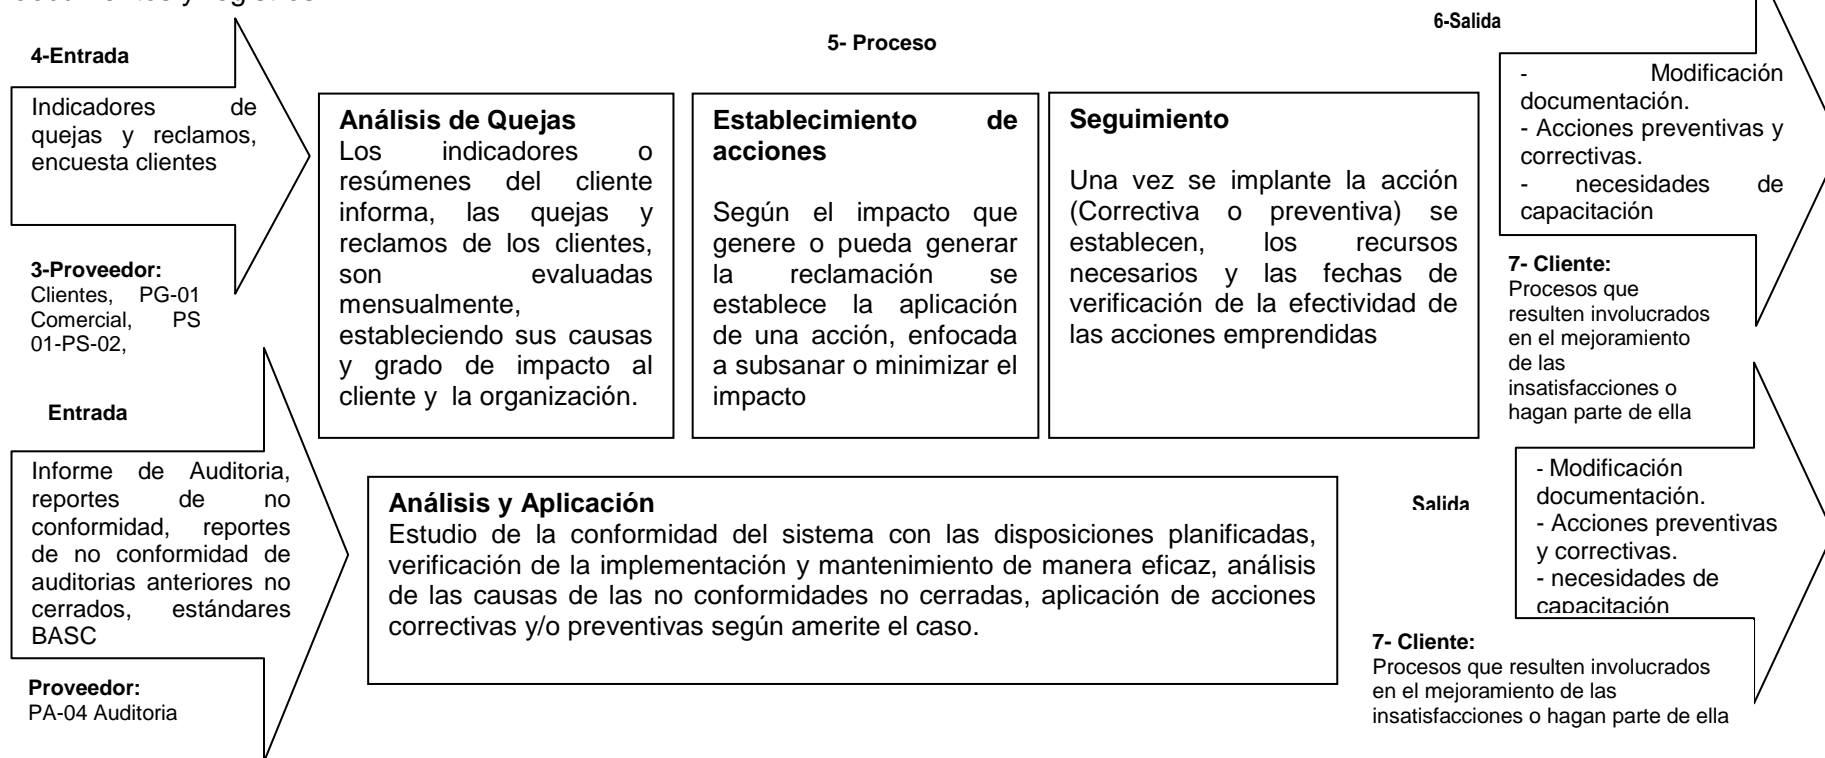 4-Entrada
Indicadores de
quejas y reclamos,
encuesta clientes
3-Proveedor:
Clientes, PG-01
Comercial, PS
01-PS-02,
5- Proceso
Análisis de Quejas
Los indicadores o
resúmenes del cliente
informa, las quejas y
reclamos de los clientes,
son evaluadas
mensualmente,
estableciendo sus causas
y grado de impacto al
cliente y la organización.
Establecimiento de
acciones
Según el impacto que
genere o pueda generar
la reclamación se
establece la aplicación
de una acción, enfocada
a subsanar o minimizar el
impacto
Seguimiento
Una vez se implante la acción
(Correctiva o preventiva) se
establecen, los recursos
necesarios y las fechas de
verificación de la efectividad de
las acciones emprendidas
6-Salida
- Modificación
documentación.
- Acciones preventivas y
correctivas.
- necesidades de
capacitación
7- Cliente:
Procesos que
resulten involucrados
en el mejoramiento
de las
insatisfacciones o
hagan parte de ella
Entrada
Informe de Auditoria,
reportes de no
conformidad, reportes
de no conformidad de
auditorias anteriores no
cerrados, estándares
BASC
Proveedor:
PA-04 Auditoria
Análisis y Aplicación
Estudio de la conformidad del sistema con las disposiciones planificadas,
verificación de la implementación y mantenimiento de manera eficaz, análisis
de las causas de las no conformidades no cerradas, aplicación de acciones
correctivas y/o preventivas según amerite el caso.
Salida
- Modificación
documentación.
- Acciones preventivas
y correctivas.
- necesidades de
capacitación
7- Cliente:
Procesos que resulten involucrados
en el mejoramiento de las
insatisfacciones o hagan parte de ella